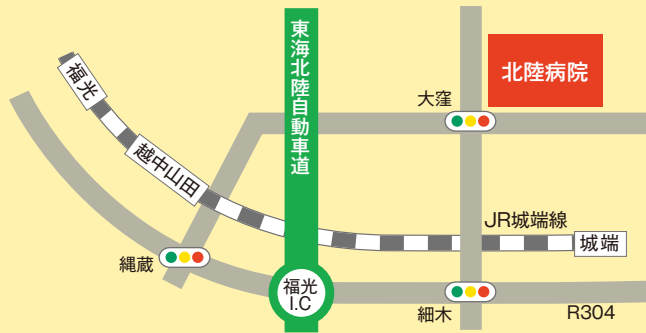 東海北陸自動車道
北陸病院
大窪
福光
越中山田
JR城端線
城端
縄蔵
福光
I.C
細木
R304